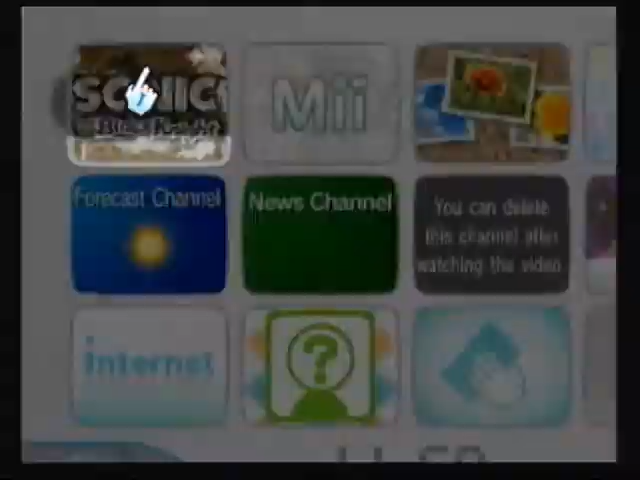 SONIC
Mii
Forecast Channel
News Channel
You can delete
this channel after
watching the video.
internet
?